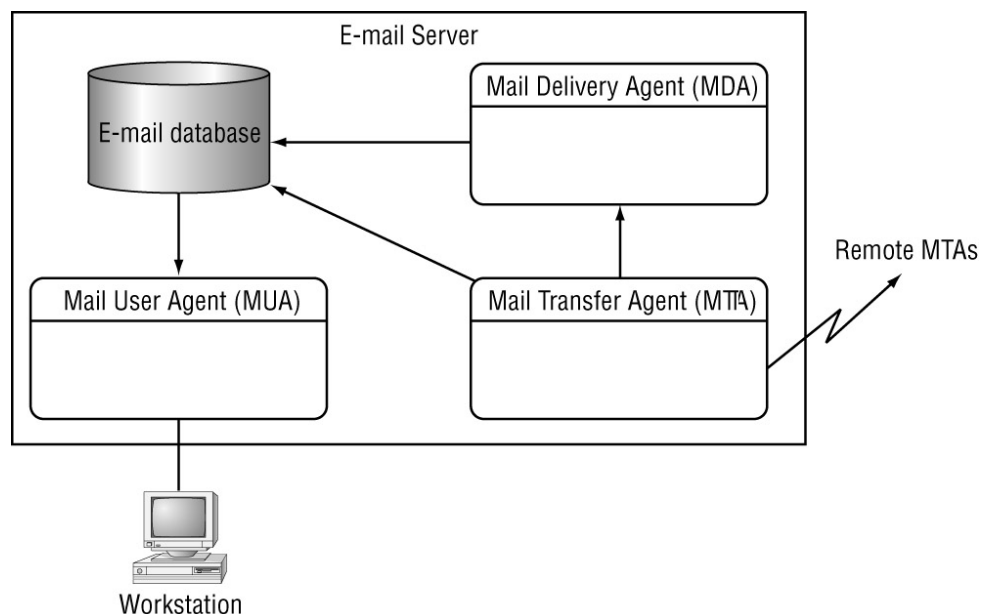 E-mail Server
Mail Delivery Agent (MDA)
E-mail database
Remote MTAs
Mail User Agent (MUA)
Mail Transfer Agent (MTA)
Workstation